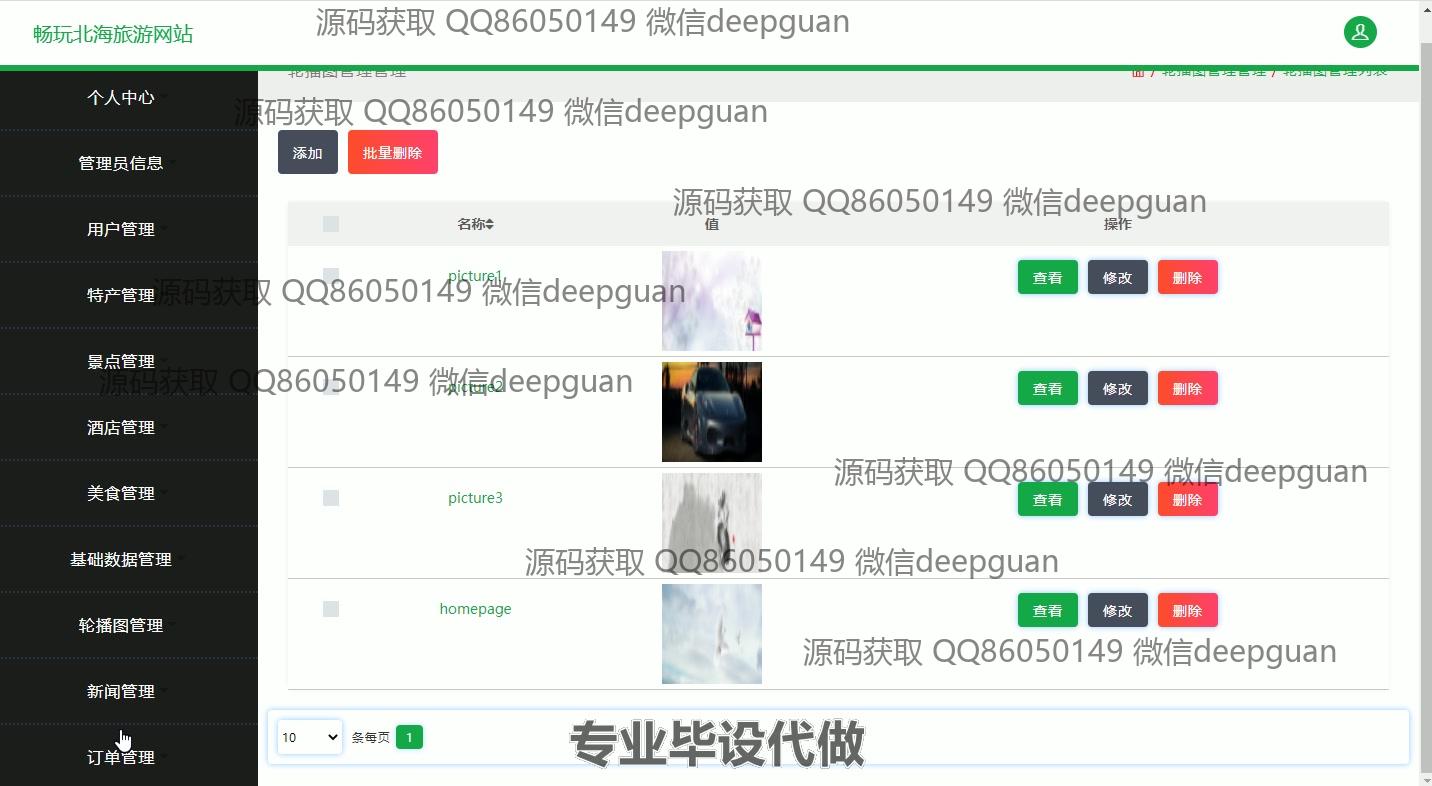 源码获取 QQ86050149 微信deepguan
畅玩北海旅游网站
轮播图管理管理
/ 轮播图管理管理 / 轮播图管理列表
个人中心
源码获取 QQ86050149 微信deepguan
添加 批量删除
管理员信息
源码获取 QQ86050149 微信deepguan
名称 值 操作
用户管理
picture1 查看 修改 删除
特产管理
源码获取 QQ86050149 微信deepguan
景点管理
picture2 查看 修改 删除
源码获取 QQ86050149 微信deepguan
酒店管理
源码获取 QQ86050149 微信deepguan
美食管理
picture3 查看 修改 删除
基础数据管理
源码获取 QQ86050149 微信deepguan
homepage 查看 修改 删除
轮播图管理
源码获取 QQ86050149 微信deepguan
新闻管理
10 条每页 1
专业毕设代做
订单管理